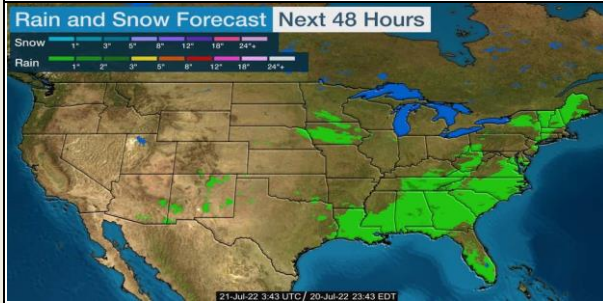 Rain and Snow Forecast Next 48 Hours
Snow
1" 3" 5" 8" 12" 18" 24"+
Rain
1" 2" 3" 5" 8" 12" 18" 24"+
21-Jul-22 3:43 UTC / 20-Jul-22 23:43 EDT